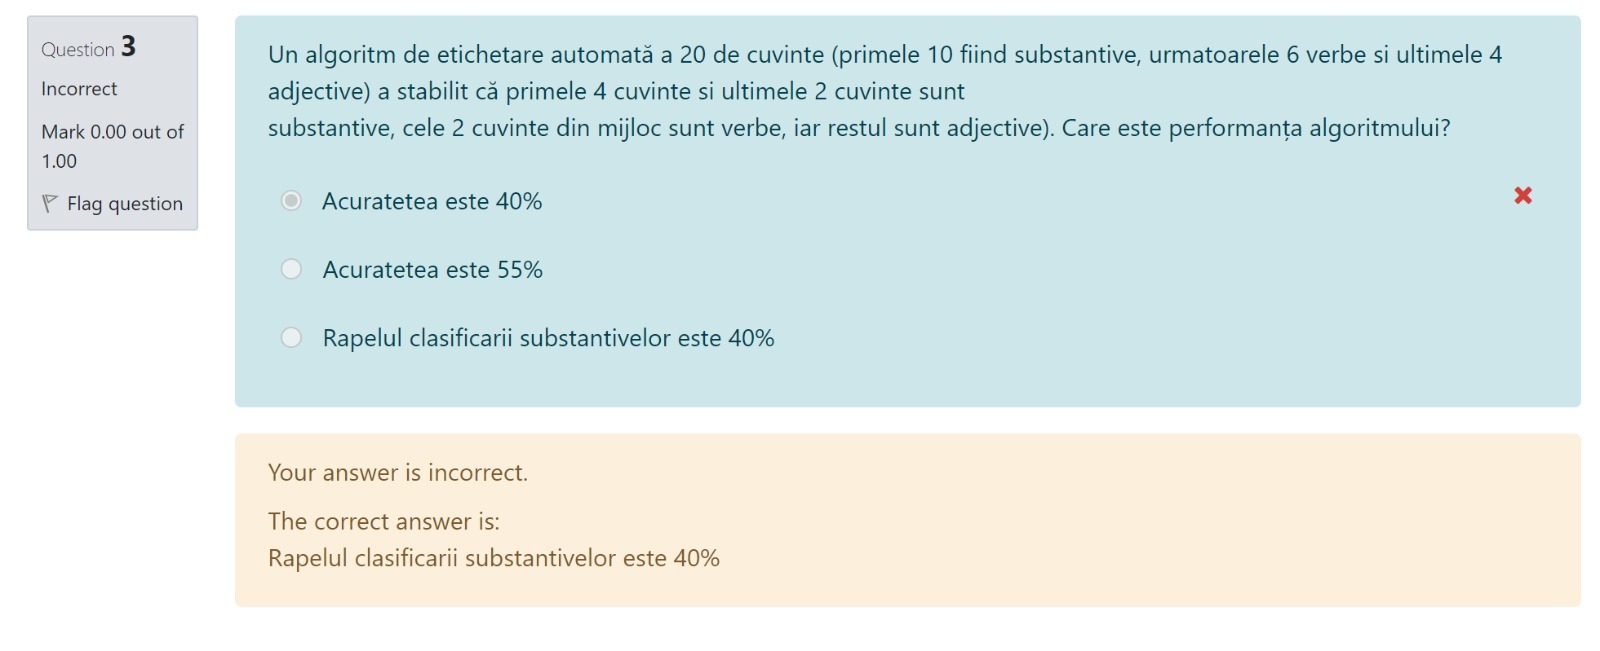 Question 3
Incorrect
Mark 0.00 out of
1.00
Flag question
Un algoritm de etichetare automată a 20 de cuvinte (primele 10 fiind substantive, urmatoarele 6 verbe si ultimele 4
adjective) a stabilit că primele 4 cuvinte si ultimele 2 cuvinte sunt
substantive, cele 2 cuvinte din mijloc sunt verbe, iar restul sunt adjective). Care este performanța algoritmului?
Acuratetea este 40%
Acuratetea este 55%
Rapelul clasificarii substantivelor este 40%
Your answer is incorrect.
The correct answer is:
Rapelul clasificarii substantivelor este 40%